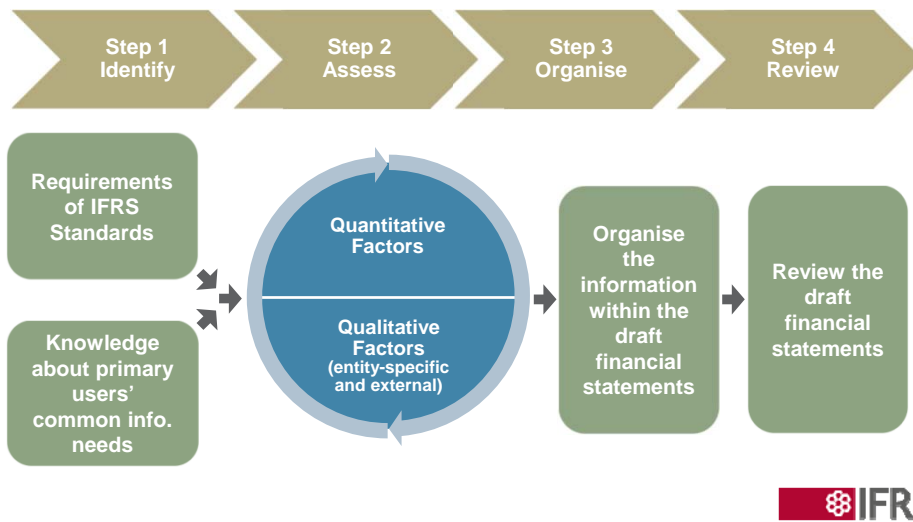 Step 1
Identify
Step 2
Assess
Step 3
Organise
Step 4
Review
Requirements
of IFRS
Standards
Knowledge
about primary
users’
common info.
needs
Quantitative
Factors
Qualitative
Factors
(entity-specific
and external)
Organise
the
information
within the
draft
financial
statements
Review the
draft
financial
statements
IFR